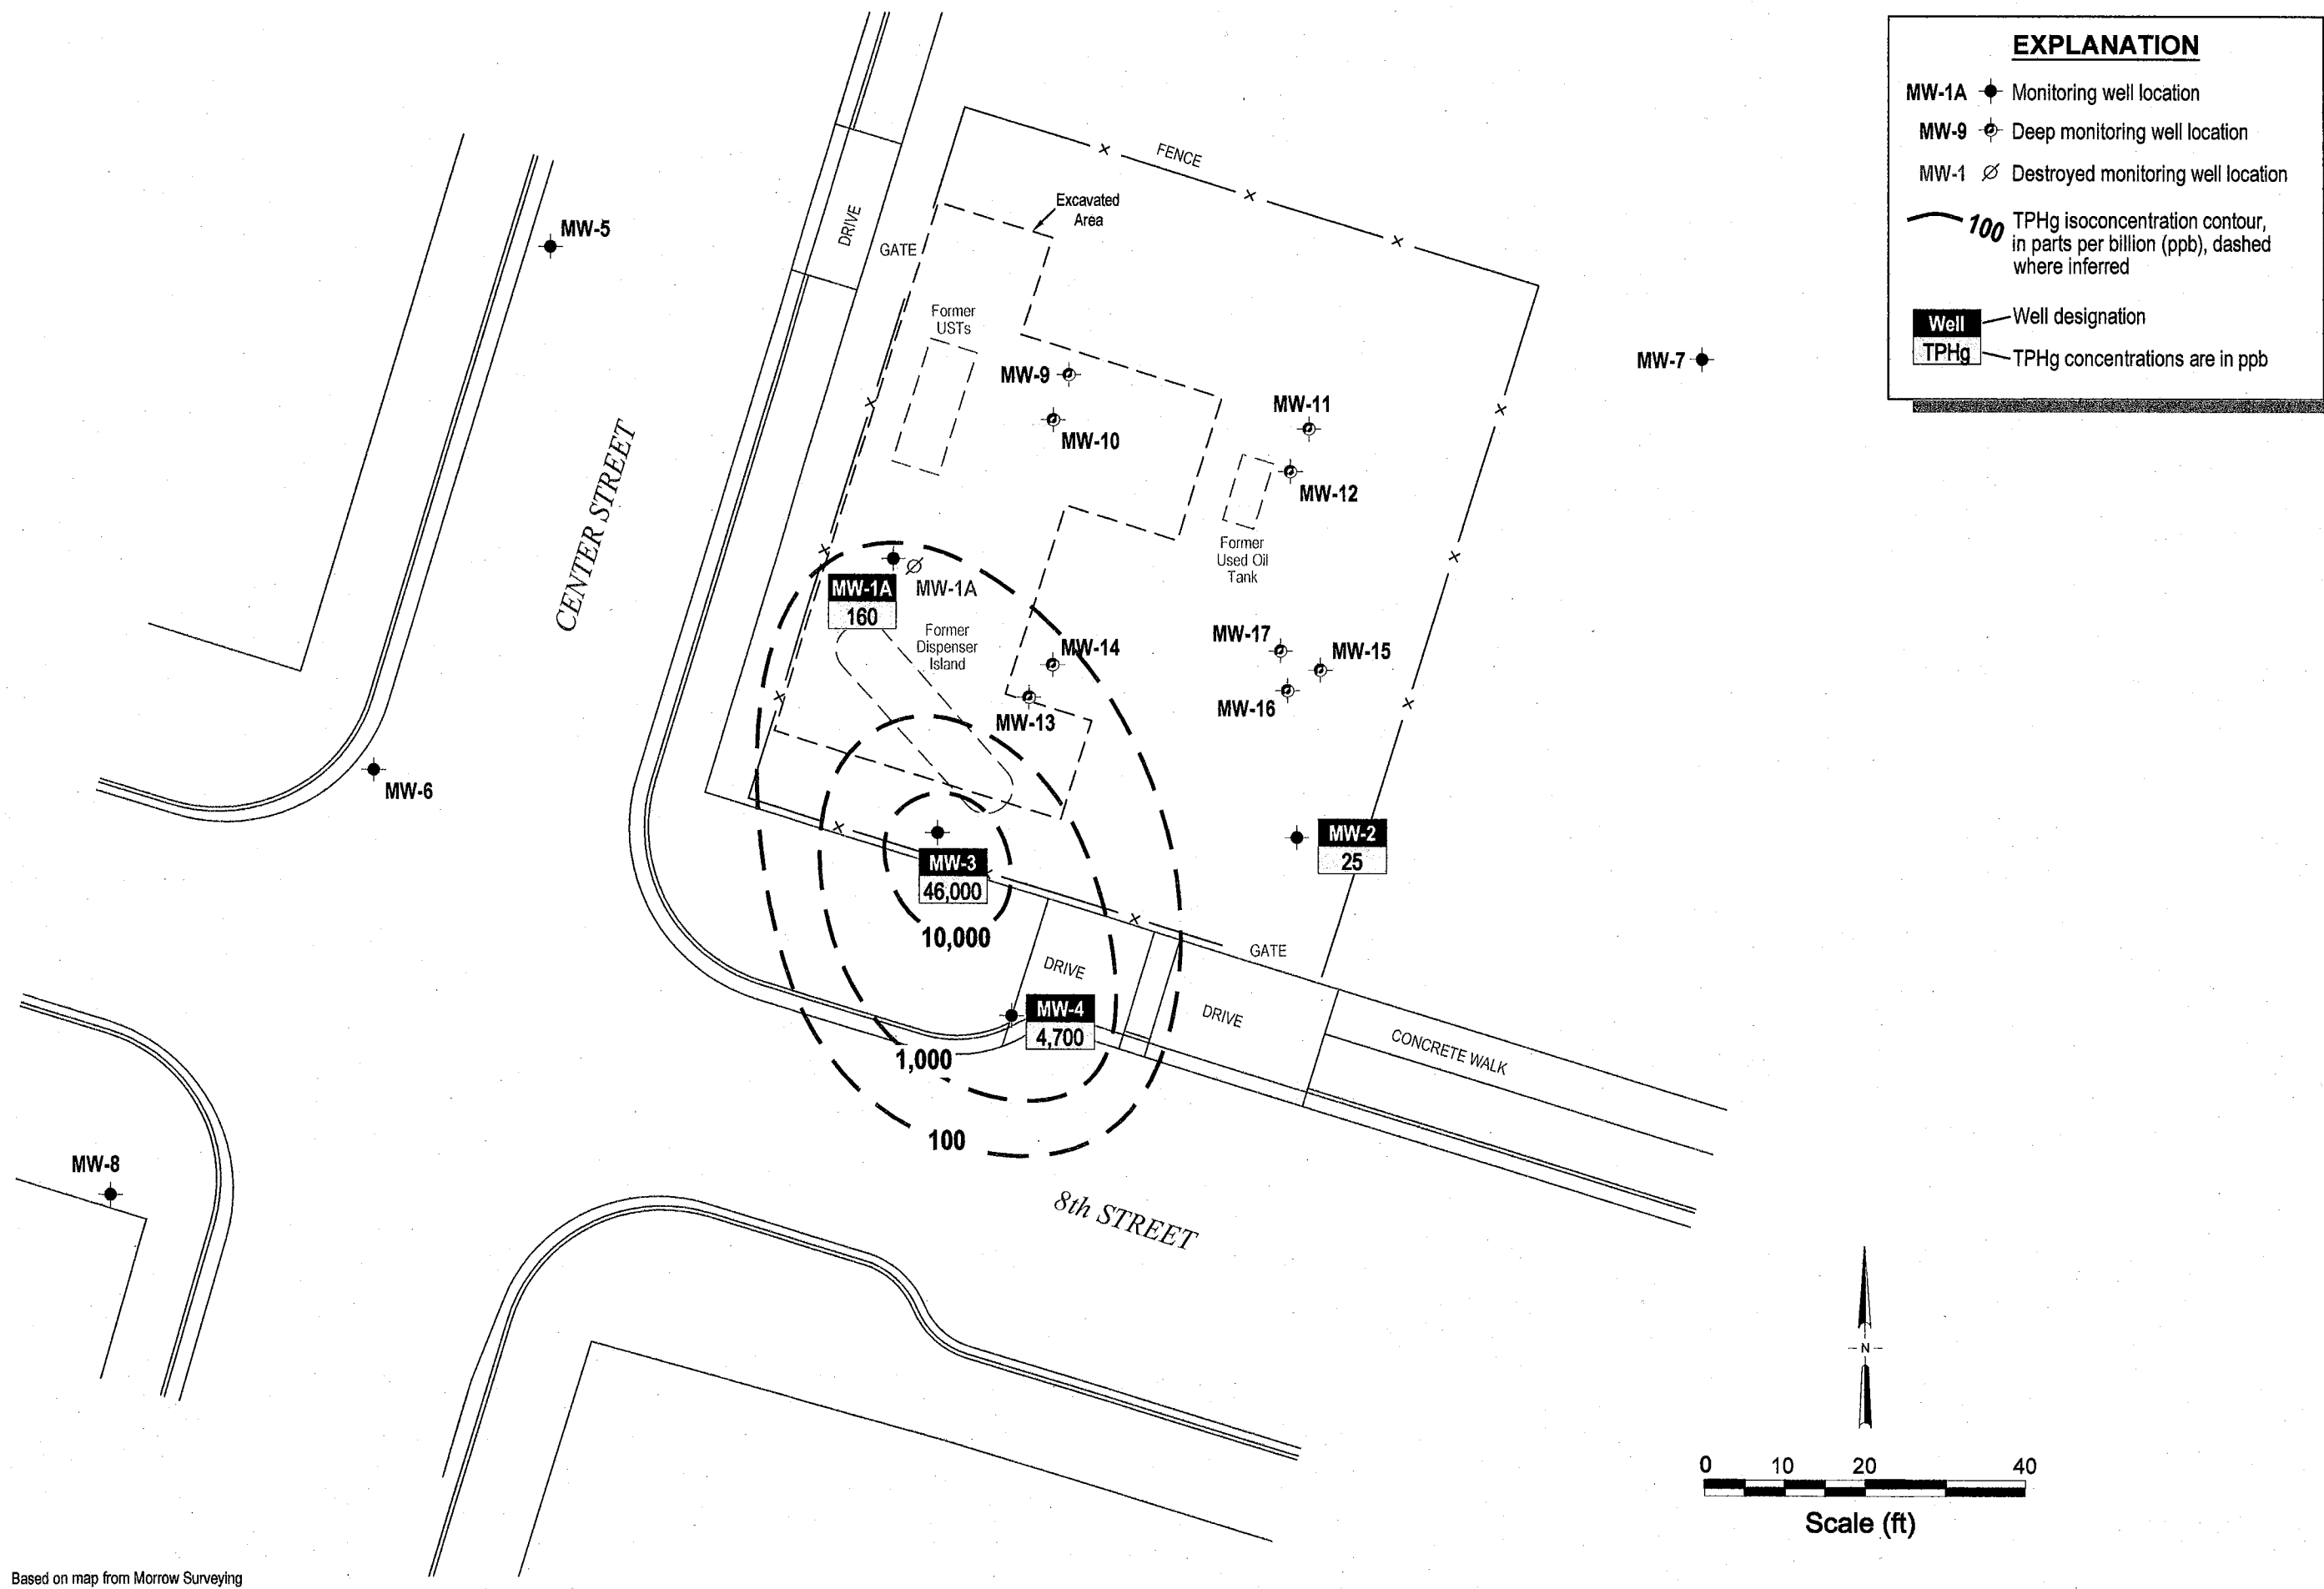 EXPLANATION
MW-1A Monitoring well location
MW-9 Deep monitoring well location
MW-1 Destroyed monitoring well location
100 TPHg isoconcentration contour,
in parts per billion (ppb), dashed
where inferred
Well Well designation
TPHg TPHg concentrations are in ppb
FENCE
Excavated
Area
DRIVE
GATE
MW-5
Former
USTs
MW-7
MW-9
MW-10
MW-11
MW-12
CENTER STREET
Former
Used Oil
Tank
MW-1A
160
MW-1A
Former
Dispenser
Island
MW-14
MW-13
MW-17
MW-15
MW-16
MW-6
MW-2
25
MW-3
46,000
10,000
GATE
DRIVE
MW-4
4,700
DRIVE
CONCRETE WALK
1,000
100
MW-8
8th STREET
N
0 10 20 40
Scale (ft)
Based on map from Morrow Surveying